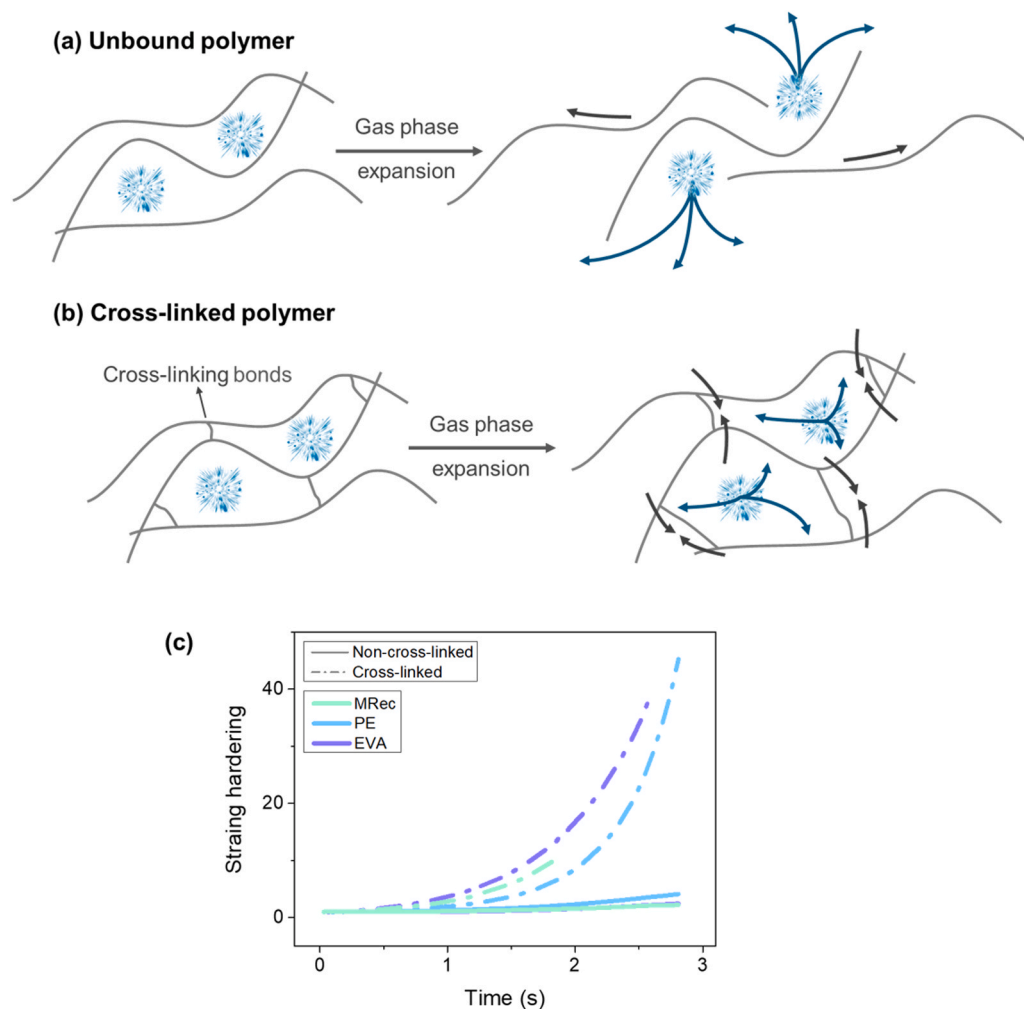 (a) Unbound polymer
Gas phase
expansion
(b) Cross-linked polymer
Cross-linking bonds
Gas phase
expansion
(c)
Non-cross-linked
Cross-linked
MRec
PE
EVA
40
20
0
Straing hardering
0
1
2
3
Time (s)